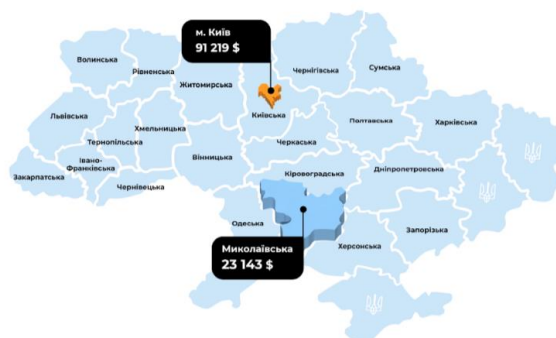 м. Київ
91 219 $
Волинська
Рівненська
Житомирська
Чернігівська
Сумська
Львівська
Тернопільська
Хмельницька
Київська
Полтавська
Харківська
Черкаська
Вінницька
Івано-
Франківська
Закарпатська
Чернівецька
Кіровоградська
Дніпропетровська
Одеська
Миколаївська
23 143 $
Херсонська
Запорізька